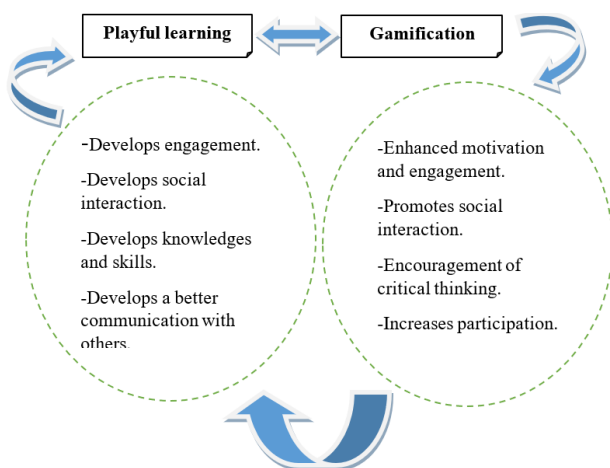 Playful learning
Gamification
-Develops engagement.
-Develops social
interaction.
-Develops knowledges
and skills.
-Develops a better
communication with
others.
-Enhanced motivation
and engagement.
-Promotes social
interaction.
-Encouragement of
critical thinking.
-Increases participation.